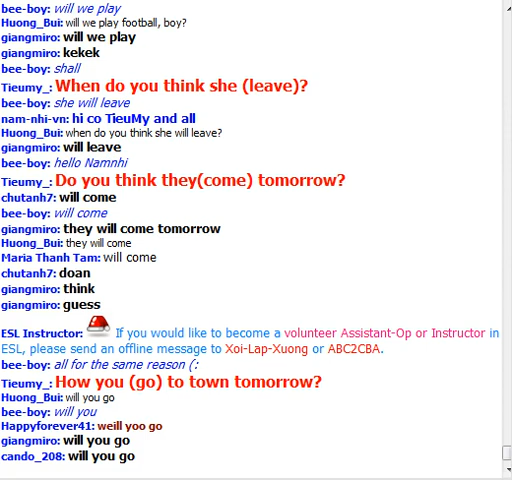 bee-boy: will we play
Huong_Bui: will we play football, boy?
giangmiro: will we play
giangmiro: kekek
bee-boy: shall
Tieumy_: When do you think she (leave)?
bee-boy: she will leave
nam-nhi-vn: hi co TieuMy and all
Huong_Bui: when do you think she will leave?
giangmiro: will leave
bee-boy: hello Namnhi
Tieumy_: Do you think they(come) tomorrow?
chutanh7: will come
bee-boy: will come
giangmiro: they will come tomorrow
Huong_Bui: they will come
Maria Thanh Tam: will come
chutanh7: doan
giangmiro: think
giangmiro: guess
ESL Instructor: If you would like to become a volunteer Assistant-Op or Instructor in
ESL, please send an offline message to Xoi-Lap-Xuong or ABC2CBA.
bee-boy: all for the same reason (:
Tieumy_: How you (go) to town tomorrow?
Huong_Bui: will you go
bee-boy: will you
Happyforever41: weill yoo go
giangmiro: will you go
cando_208: will you go